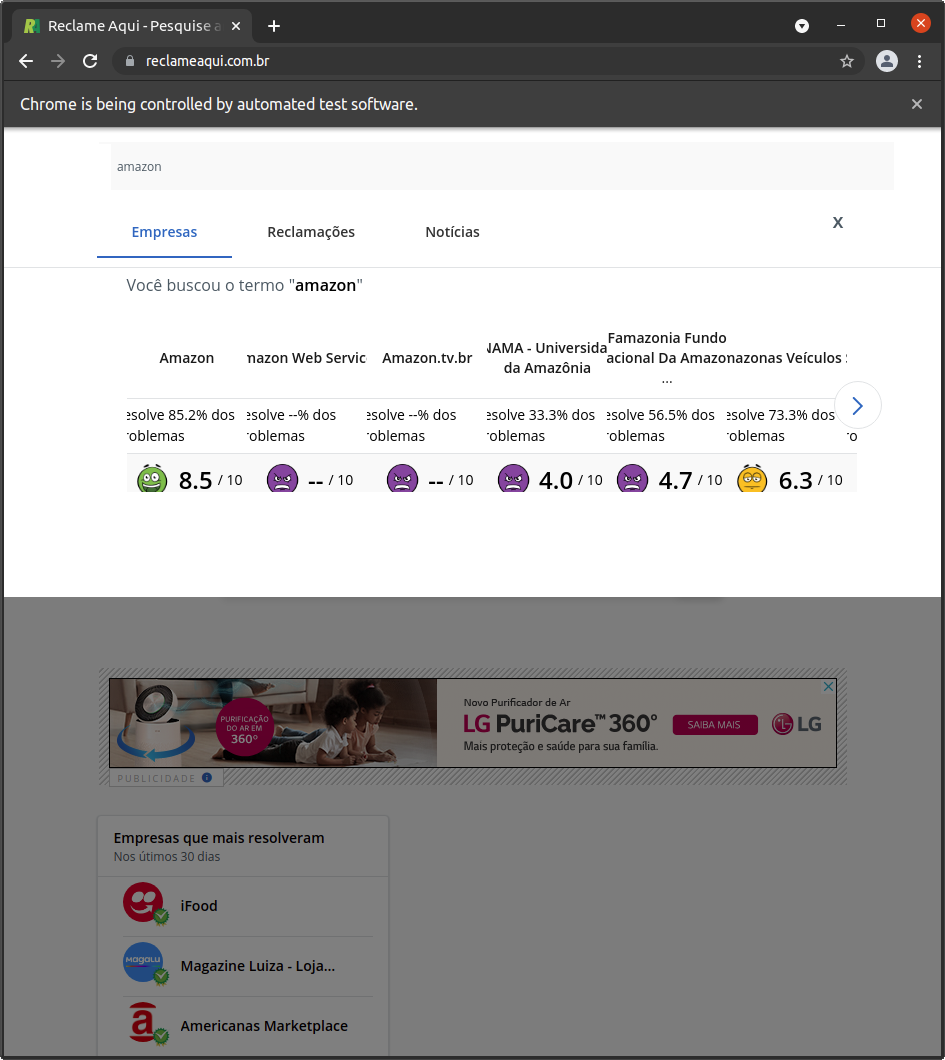 Reclame Aqui - Pesquise a
reclameaqui.com.br
Chrome is being controlled by automated test software.
amazon
Empresas
Reclamações
Notícias
X
Você buscou o termo "amazon"
Amazon
mazon Web Servic
Amazon.tv.br
NAMA - Universida
da Amazônia
Famazonia Fundo
acional Da Amazon
...
nazonas Veículos
esolve 85.2% dos
roblemas
esolve --% dos
roblemas
esolve --% dos
roblemas
esolve 33.3% dos
roblemas
esolve 56.5% dos
roblemas
esolve 73.3% dos
roblemas
ro
8.5 / 10
-- / 10
-- / 10
4.0 / 10
4.7 / 10
6.3 / 10
PURIFICAÇÃO
DO AR EM
360°
Novo Purificador de Ar
LG PuriCare™ 360°
Mais proteção e saúde para sua família.
SAIBA MAIS
LG
PUBLICIDADE
Empresas que mais resolveram
Nos útimos 30 dias
iFood
magalu
Magazine Luiza - Loja...
a
Americanas Marketplace